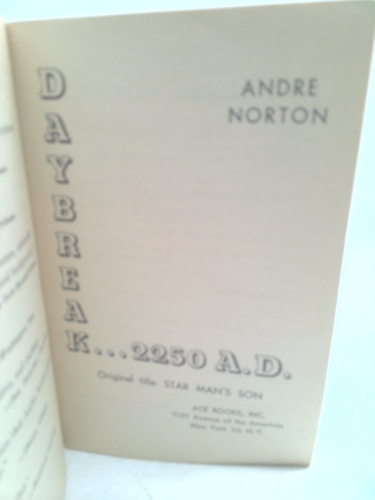 ANDRE
NORTON
DAYBREAK...2250 A.D.
Original title: STAR MAN'S SON
ACE BOOKS, INC.
1120 Avenue of the Americas
New York 36, N.Y.